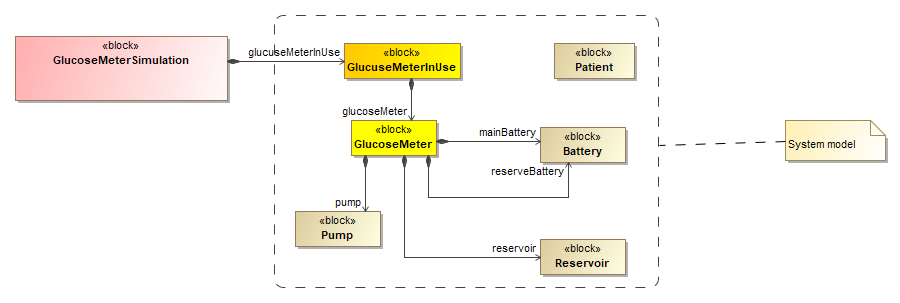 «block»
GlucoseMeterSimulation
glucuseMeterInUse
«block»
GlucuseMeterInUse
«block»
Patient
glucoseMeter
«block»
GlucoseMeter
mainBattery
«block»
Battery
System model
reserveBattery
pump
«block»
Pump
reservoir
«block»
Reservoir